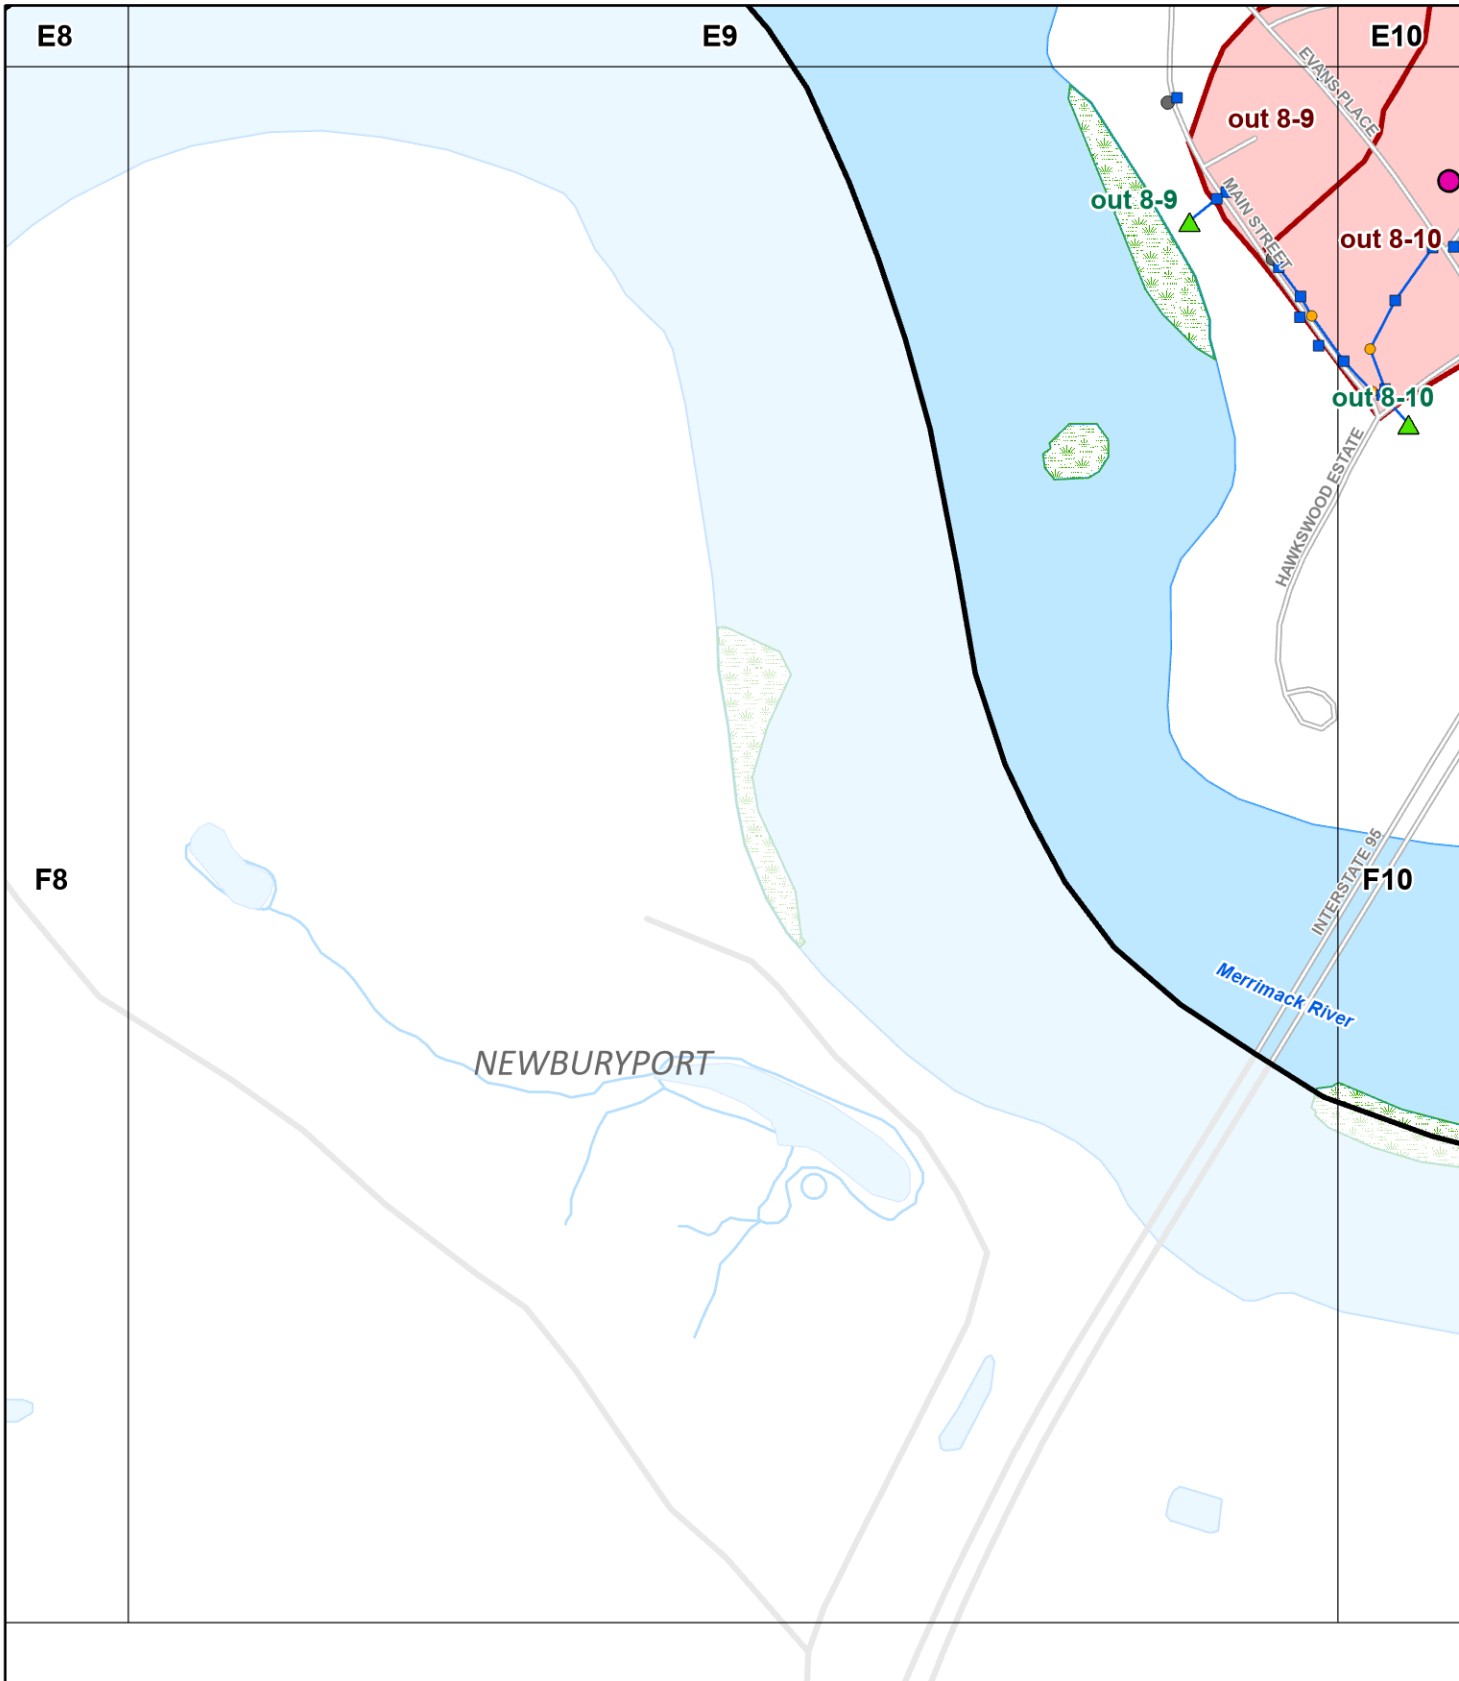 E8
E9
E10
EVANS PLACE
out 8-9
MAIN STREET
out 8-9
out 8-10
out 8-10
HAWKSWOOD ESTATE
INTERSTATE 95
F8
F10
Merrimack River
NEWBURYPORT